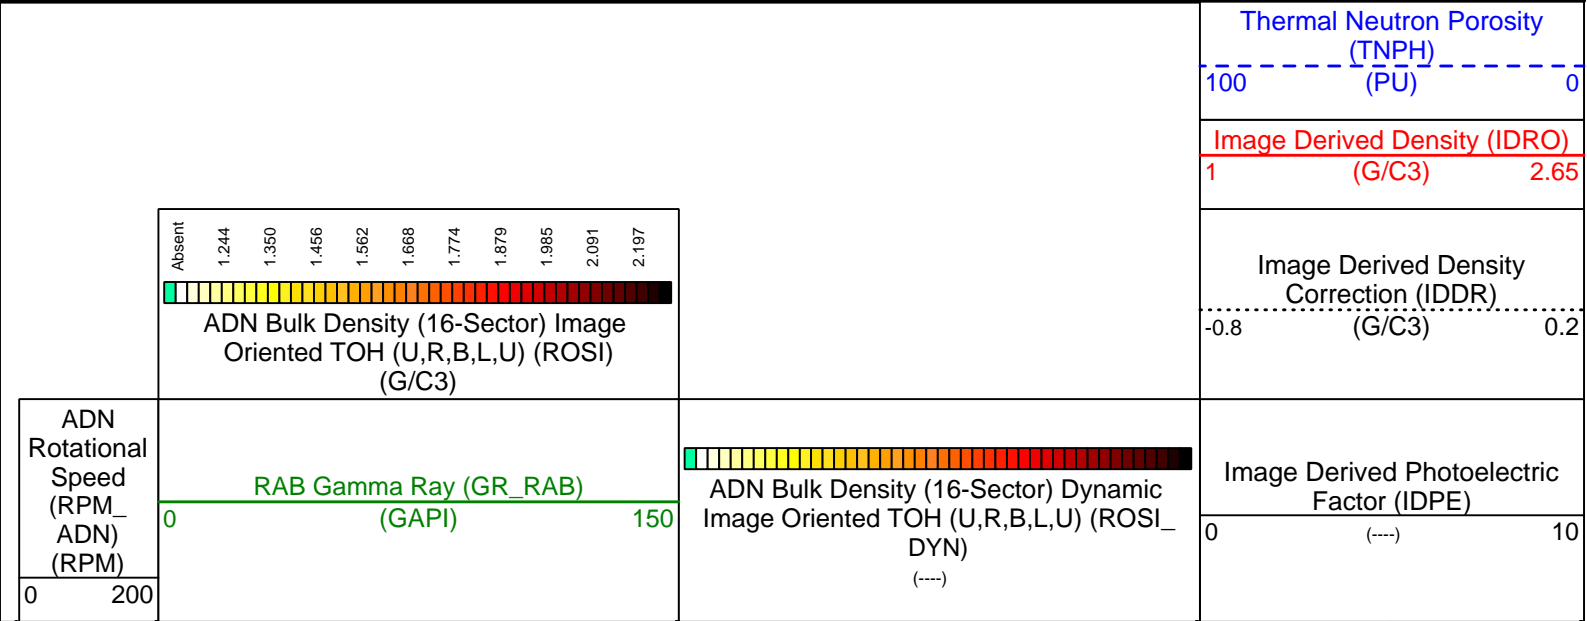 Thermal Neutron Porosity
(TNPH)
100 (PU) 0
Image Derived Density (IDRO)
1 (G/C3) 2.65
Absent 1.244 1.350 1.456 1.562 1.668 1.774 1.879 1.985 2.091 2.197
ADN Bulk Density (16-Sector) Image
Oriented TOH (U,R,B,L,U) (ROSI)
(G/C3)
Image Derived Density
Correction (IDDR)
-0.8 (G/C3) 0.2
ADN
Rotational
Speed
(RPM_
ADN)
(RPM)
0 200
RAB Gamma Ray (GR_RAB)
0 (GAPI) 150
ADN Bulk Density (16-Sector) Dynamic
Image Oriented TOH (U,R,B,L,U) (ROSI_
DYN)
(----)
Image Derived Photoelectric
Factor (IDPE)
0 (----) 10